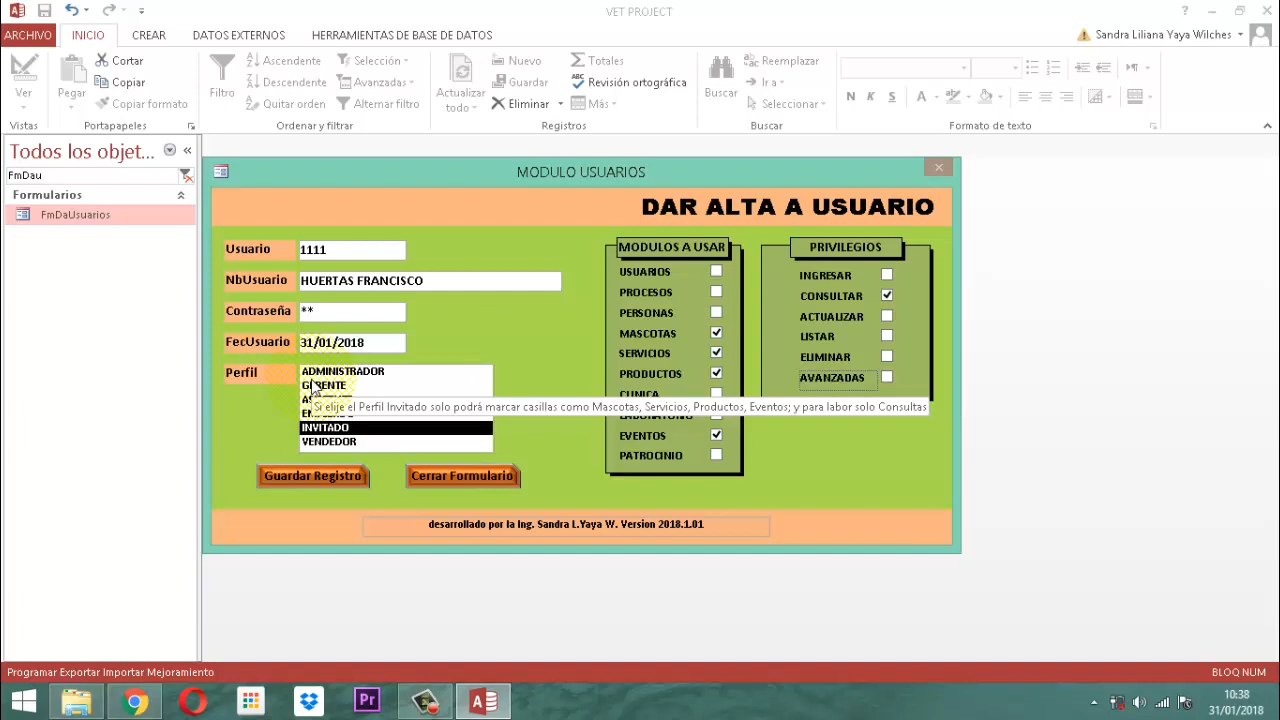 VET PROJECT
ARCHIVO INICIO CREAR DATOS EXTERNOS HERRAMIENTAS DE BASE DE DATOS Sandra Liliana Yaya Wilches
Ver
Vistas
Pegar
Cortar
Copiar
Copiar formato
Portapapeles
Filtro
Ascendente
Descendente
Quitar
Selección
Avanzadas
Ordenar y filtrar
Actualizar
todo
Nuevo
Guardar
Eliminar
Totales
Revisión ortográfica
Más
Registros
Buscar
Reemplazar
Ir a
Seleccionar
Buscar
N K S A
Formato de texto
Todos los objet...
FmDau
Formularios
FmDaUsuarios
MODULO USUARIOS
DAR ALTA A USUARIO
Usuario 1111
NbUsuario HUERTAS FRANCISCO
Contraseña **
FecUsuario 31/01/2018
Perfil ADMINISTRADOR
GERENTE
Si elije el Perfil Invitado solo podrá marcar casillas como Mascotas, Servicios, Productos, Eventos; y para labor solo Consultas
INVITADO
VENDEDOR
Guardar Registro Cerrar Formulario
MODULOS A USAR
USUARIOS
PROCESOS
PERSONAS
MASCOTAS
SERVICIOS
PRODUCTOS
CLINICA
LABORATORIO
EVENTOS
PATROCINIO
PRIVILEGIOS
INGRESAR
CONSULTAR
ACTUALIZAR
LISTAR
ELIMINAR
AVANZADAS
desarrollado por la Ing. Sandra L.Yaya W. Version 2018.1.01
Programar Exportar Importar Mejoramiento BLOQ NUM
Pr
10:38
31/01/2018